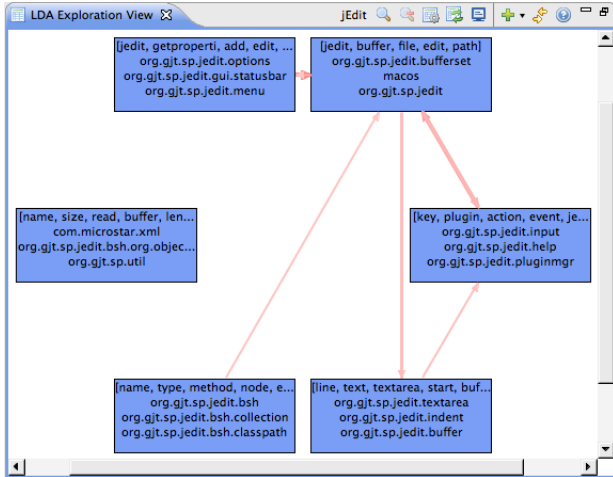 LDA Exploration View
jEdit
[jedit, getproperti, add, edit, ...
org.gjt.sp.jedit.options
org.gjt.sp.jedit.gui.statusbar
org.gjt.sp.jedit.menu
[jedit, buffer, file, edit, path]
org.gjt.sp.jedit.bufferset
macos
org.gjt.sp.jedit
[name, size, read, buffer, len...
com.microstar.xml
org.gjt.sp.jedit.bsh.org.objec...
org.gjt.sp.util
[key, plugin, action, event, je...
org.gjt.sp.jedit.input
org.gjt.sp.jedit.help
org.gjt.sp.jedit.pluginmgr
[name, type, method, node, e...
org.gjt.sp.jedit.bsh
org.gjt.sp.jedit.bsh.collection
org.gjt.sp.jedit.bsh.classpath
[line, text, textarea, start, buf...
org.gjt.sp.jedit.textarea
org.gjt.sp.jedit.indent
org.gjt.sp.jedit.buffer